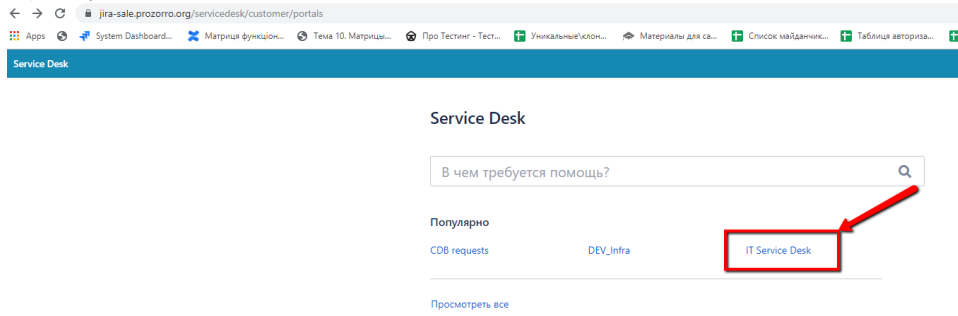 jira-sale.prozorro.org/servicedesk/customer/portals
Apps System Dashboard... Матриця функціон... Тема 10. Матрицы... Про Тестинг - Тест... Уникальные\клон... Материалы для са... Список майданчик... Таблиця авториза...
Service Desk
Service Desk
В чем требуется помощь?
Популярно
CDB requests DEV_Infra IT Service Desk
Просмотреть все